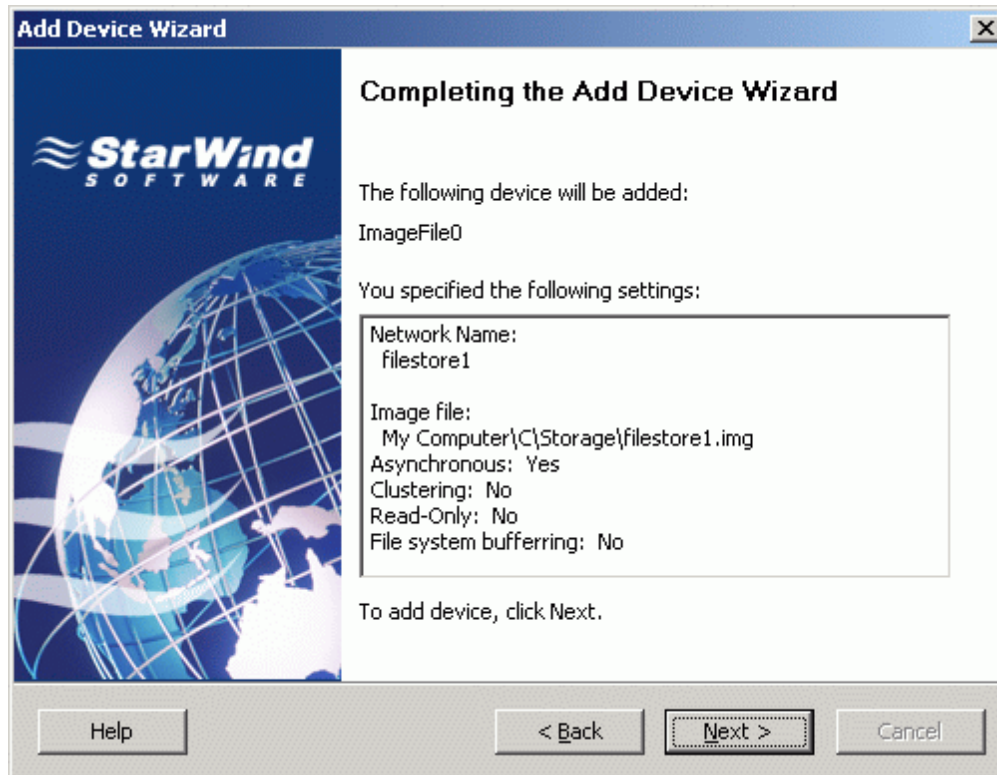 Add Device Wizard
StarWind
SOFTWARE
Completing the Add Device Wizard
The following device will be added:
ImageFile0
You specified the following settings:
Network Name:
filestore1
Image file:
My Computer\C\Storage\filestore1.img
Asynchronous: Yes
Clustering: No
Read-Only: No
File system bufferring: No
To add device, click Next.
Help
< Back
Next >
Cancel